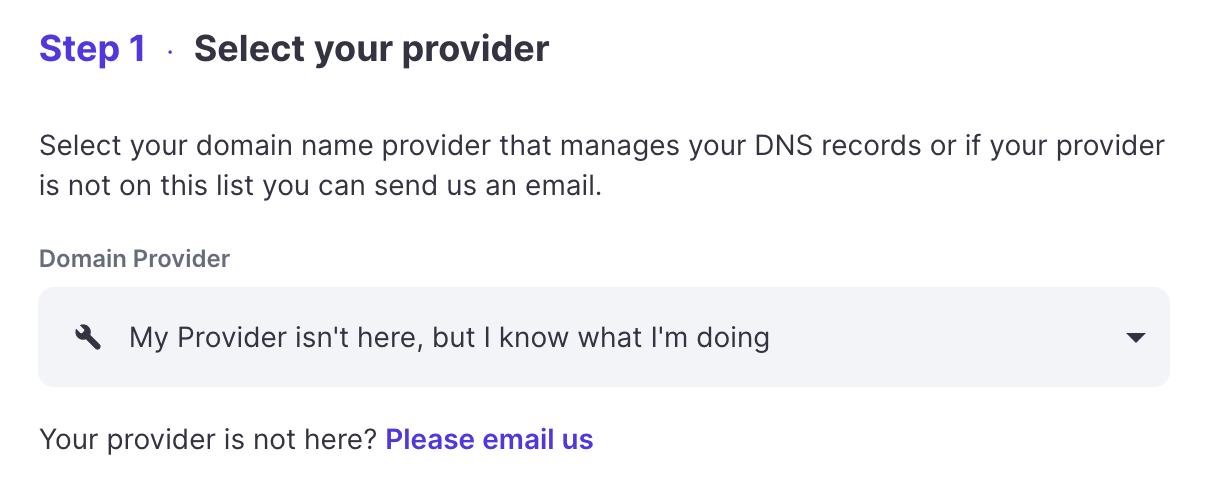 Step 1 · Select your provider
Select your domain name provider that manages your DNS records or if your provider
is not on this list you can send us an email.
Domain Provider
My Provider isn't here, but I know what I'm doing
Your provider is not here? Please email us